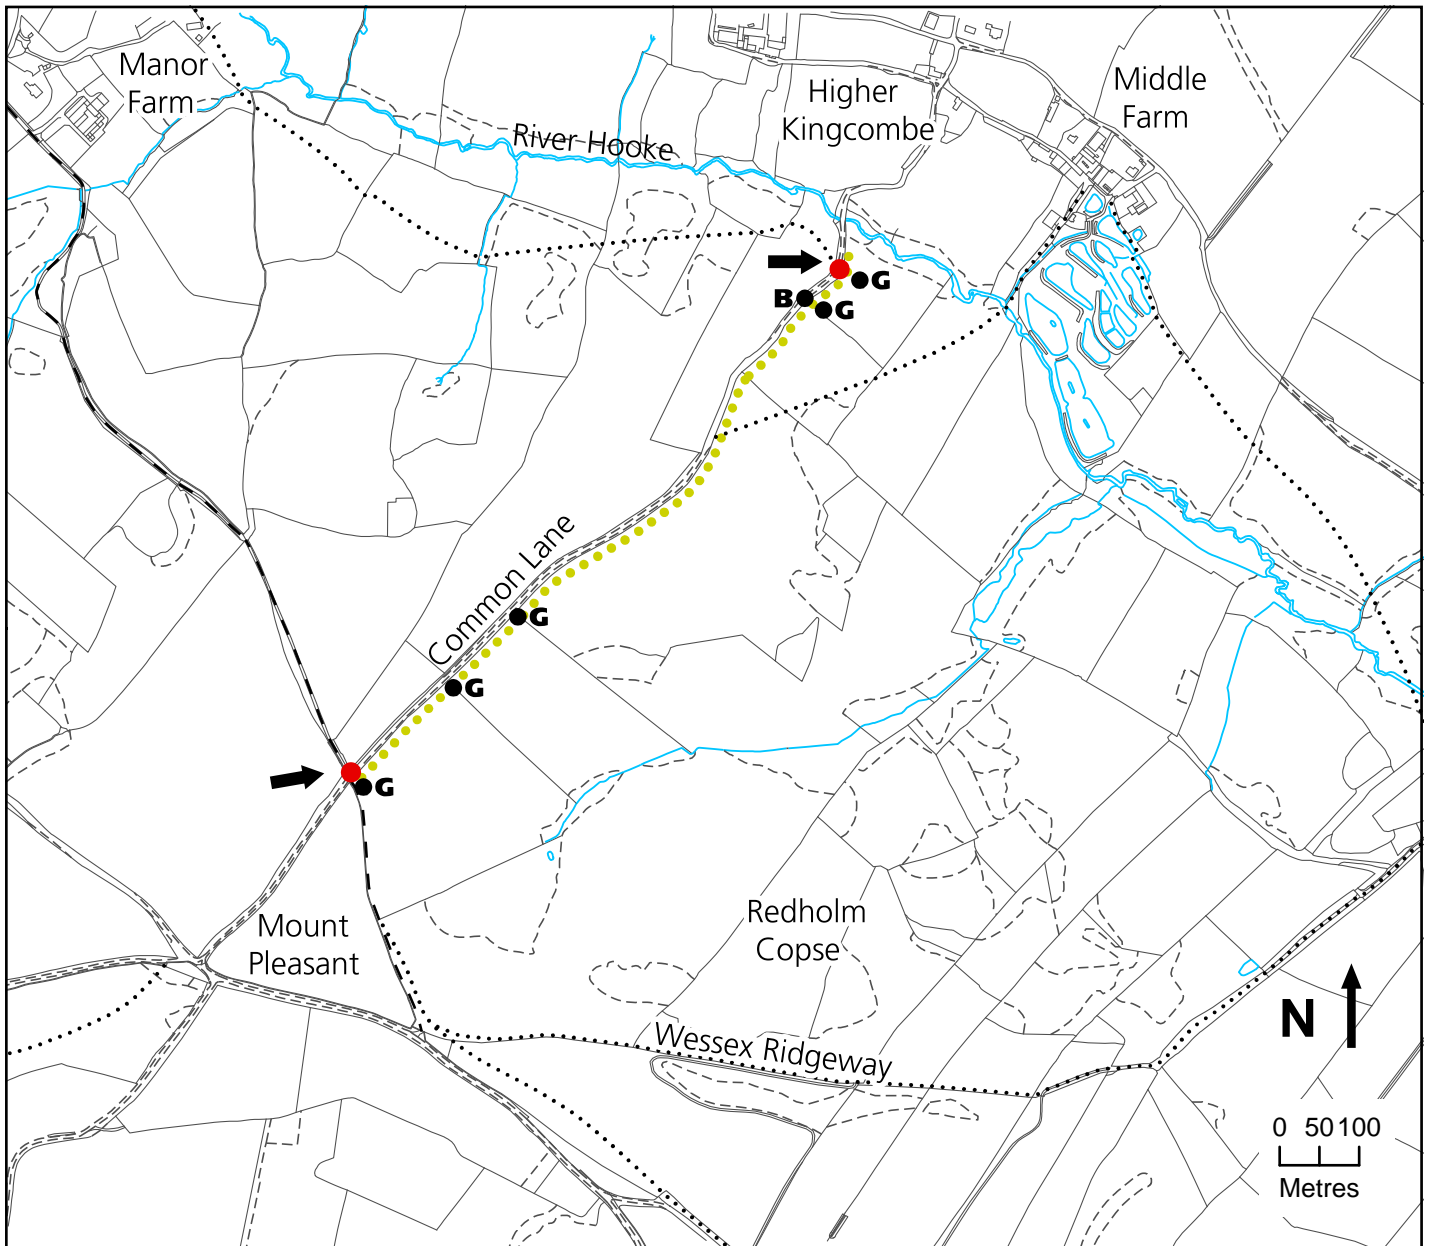 Manor
Farm
River Hooke
Higher
Kingcombe
Middle
Farm
G
B
G
Common Lane
G
G
G
Mount
Pleasant
Redholm
Copse
Wessex Ridgeway
N
0 50 100
Metres